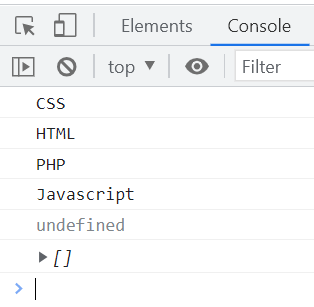 Elements Console
top Filter
CSS
HTML
PHP
Javascript
undefined
[]